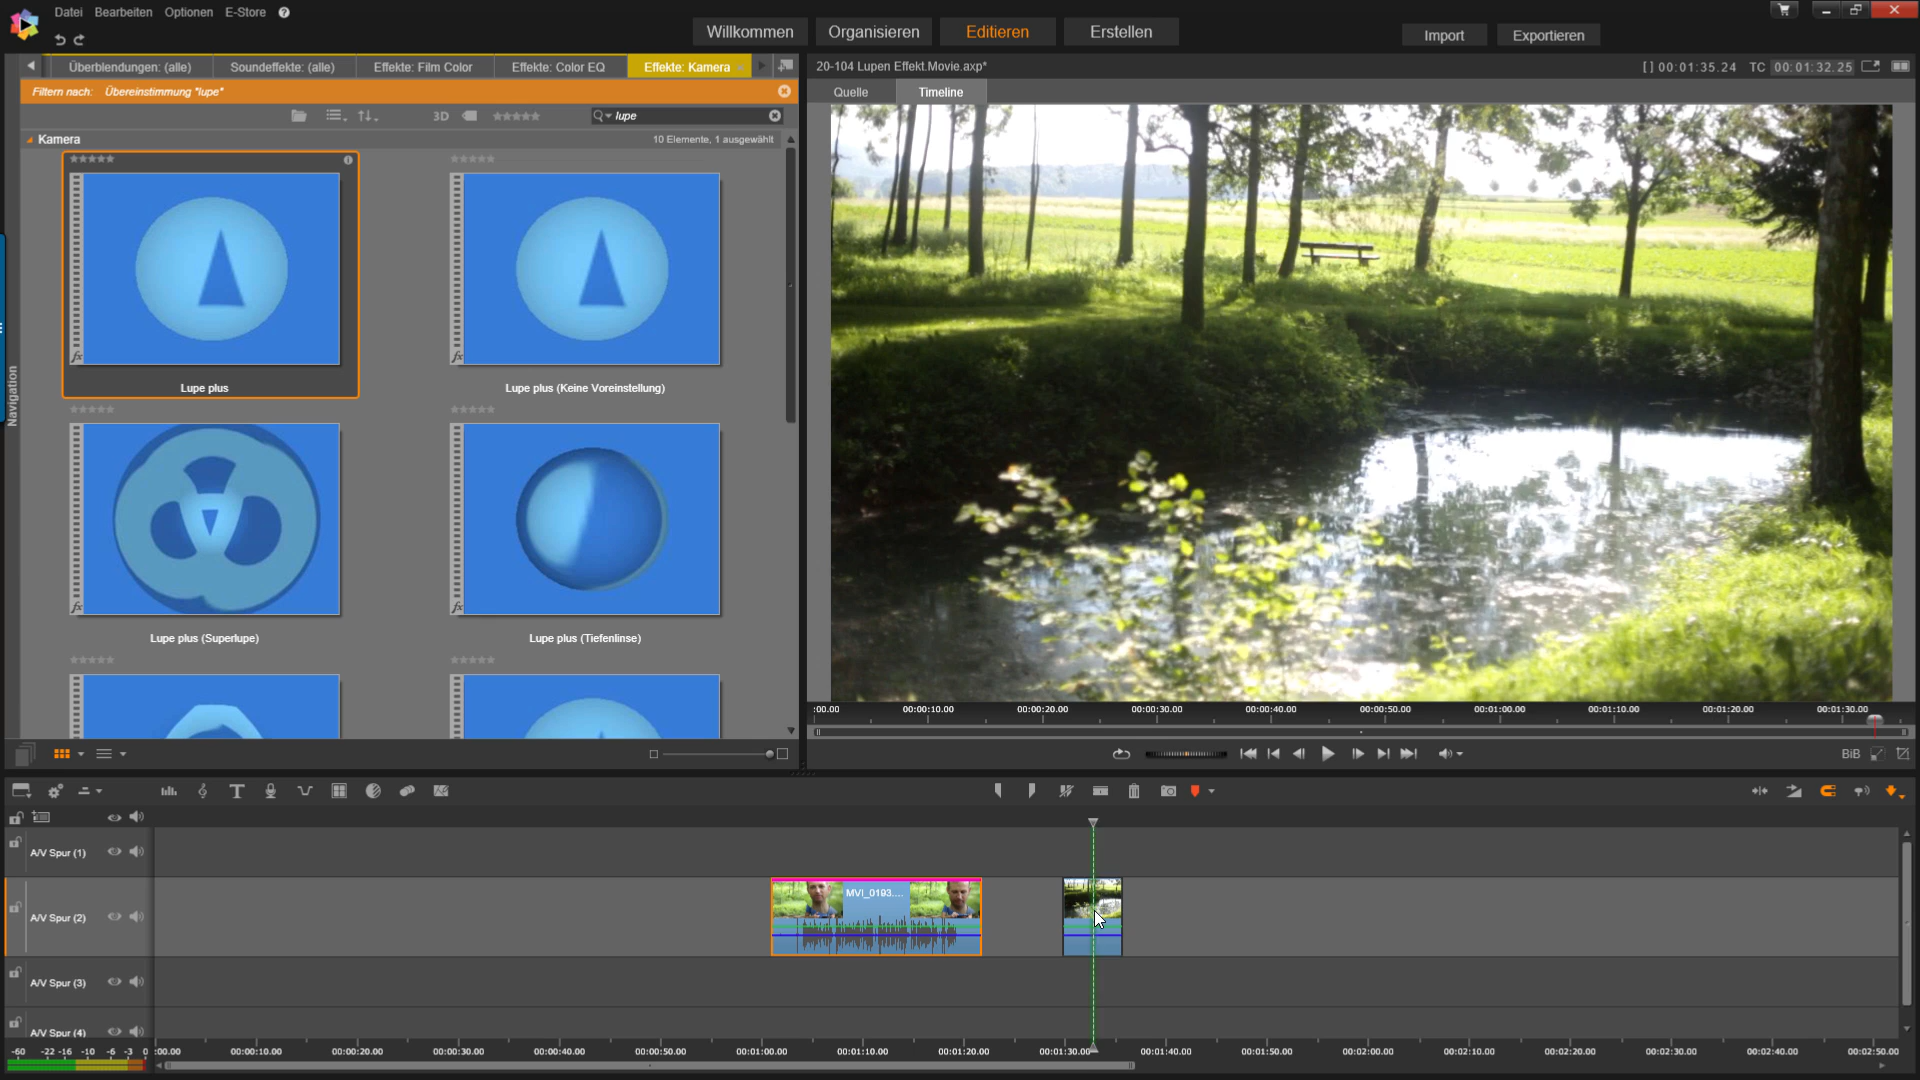 Datei Bearbeiten Optionen E-Store ?
Willkommen Organisieren Editieren Erstellen
Import Exportieren
Überblendungen: (alle) Soundeffekte: (alle) Effekte: Film Color Effekte: Color EQ Effekte: Kamera
20-104 Lupen Effekt.Movie.axp*
[ ] 00:01:35.24 TC 00:01:32.25
Filtern nach: Übereinstimmung "lupe"
Quelle Timeline
3D lupe
Kamera 10 Elemente, 1 ausgewählt
Lupe plus Lupe plus (Keine Voreinstellung)
Navigation
Lupe plus (Superlupe) Lupe plus (Tiefenlinse)
:00.00 00:00:10.00 00:00:20.00 00:00:30.00 00:00:40.00 00:00:50.00 00:01:00.00 00:01:10.00 00:01:20.00 00:01:30.00
BiB
A/V Spur (1)
MVI_0193....
A/V Spur (2)
A/V Spur (3)
A/V Spur (4)
-60 -22 -16 -10 -6 -3 0
:00.00 00:00:10.00 00:00:20.00 00:00:30.00 00:00:40.00 00:00:50.00 00:01:00.00 00:01:10.00 00:01:20.00 00:01:30.00 00:01:40.00 00:01:50.00 00:02:00.00 00:02:10.00 00:02:20.00 00:02:30.00 00:02:40.00 00:02:50.00